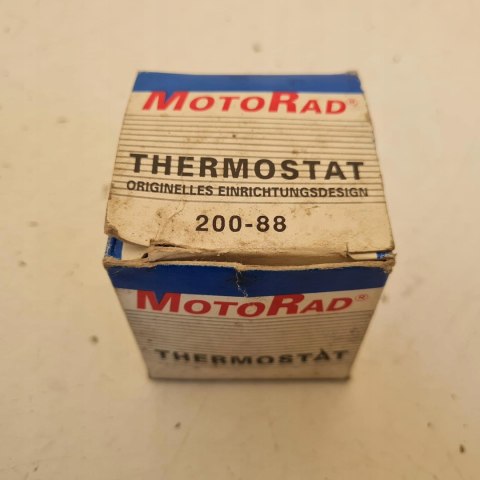 MOTORAD®
THERMOSTAT
ORIGINELLES EINRICHTUNGSDESIGN
200-88
MOTORAD®
THERMOSTAT